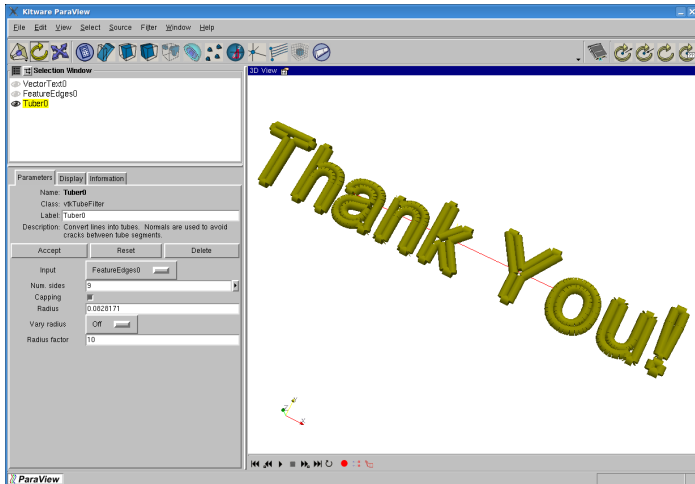 Kitware ParaView
File Edit View Select Source Filter Window Help
Selection Window
VectorText0
FeatureEdges0
Tuber0
3D View
Thank You!
Parameters Display Information
Name: Tuber0
Class: vtkTubeFilter
Label: Tuber0
Description: Convert lines into tubes. Normals are used to avoid
cracks between tube segments.
Accept Reset Delete
Input FeatureEdges0
Num. sides 9
Capping
Radius 0.0828171
Vary radius Off
Radius factor 10
ParaView